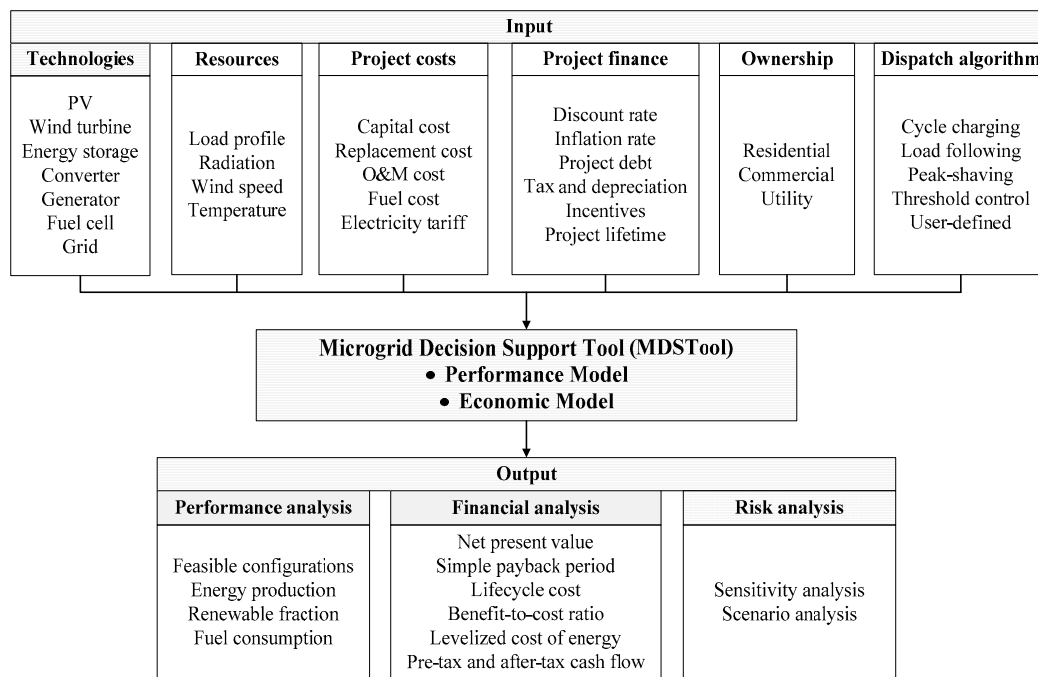 Input
Technologies
PV
Wind turbine
Energy storage
Converter
Generator
Fuel cell
Grid
Resources
Load profile
Radiation
Wind speed
Temperature
Project costs
Capital cost
Replacement cost
O&M cost
Fuel cost
Electricity tariff
Project finance
Discount rate
Inflation rate
Project debt
Tax and depreciation
Incentives
Project lifetime
Ownership
Residential
Commercial
Utility
Dispatch algorithm
Cycle charging
Load following
Peak-shaving
Threshold control
User-defined
Microgrid Decision Support Tool (MDSTool)
• Performance Model
• Economic Model
Output
Performance analysis
Feasible configurations
Energy production
Renewable fraction
Fuel consumption
Financial analysis
Net present value
Simple payback period
Lifecycle cost
Benefit-to-cost ratio
Levelized cost of energy
Pre-tax and after-tax cash flow
Risk analysis
Sensitivity analysis
Scenario analysis